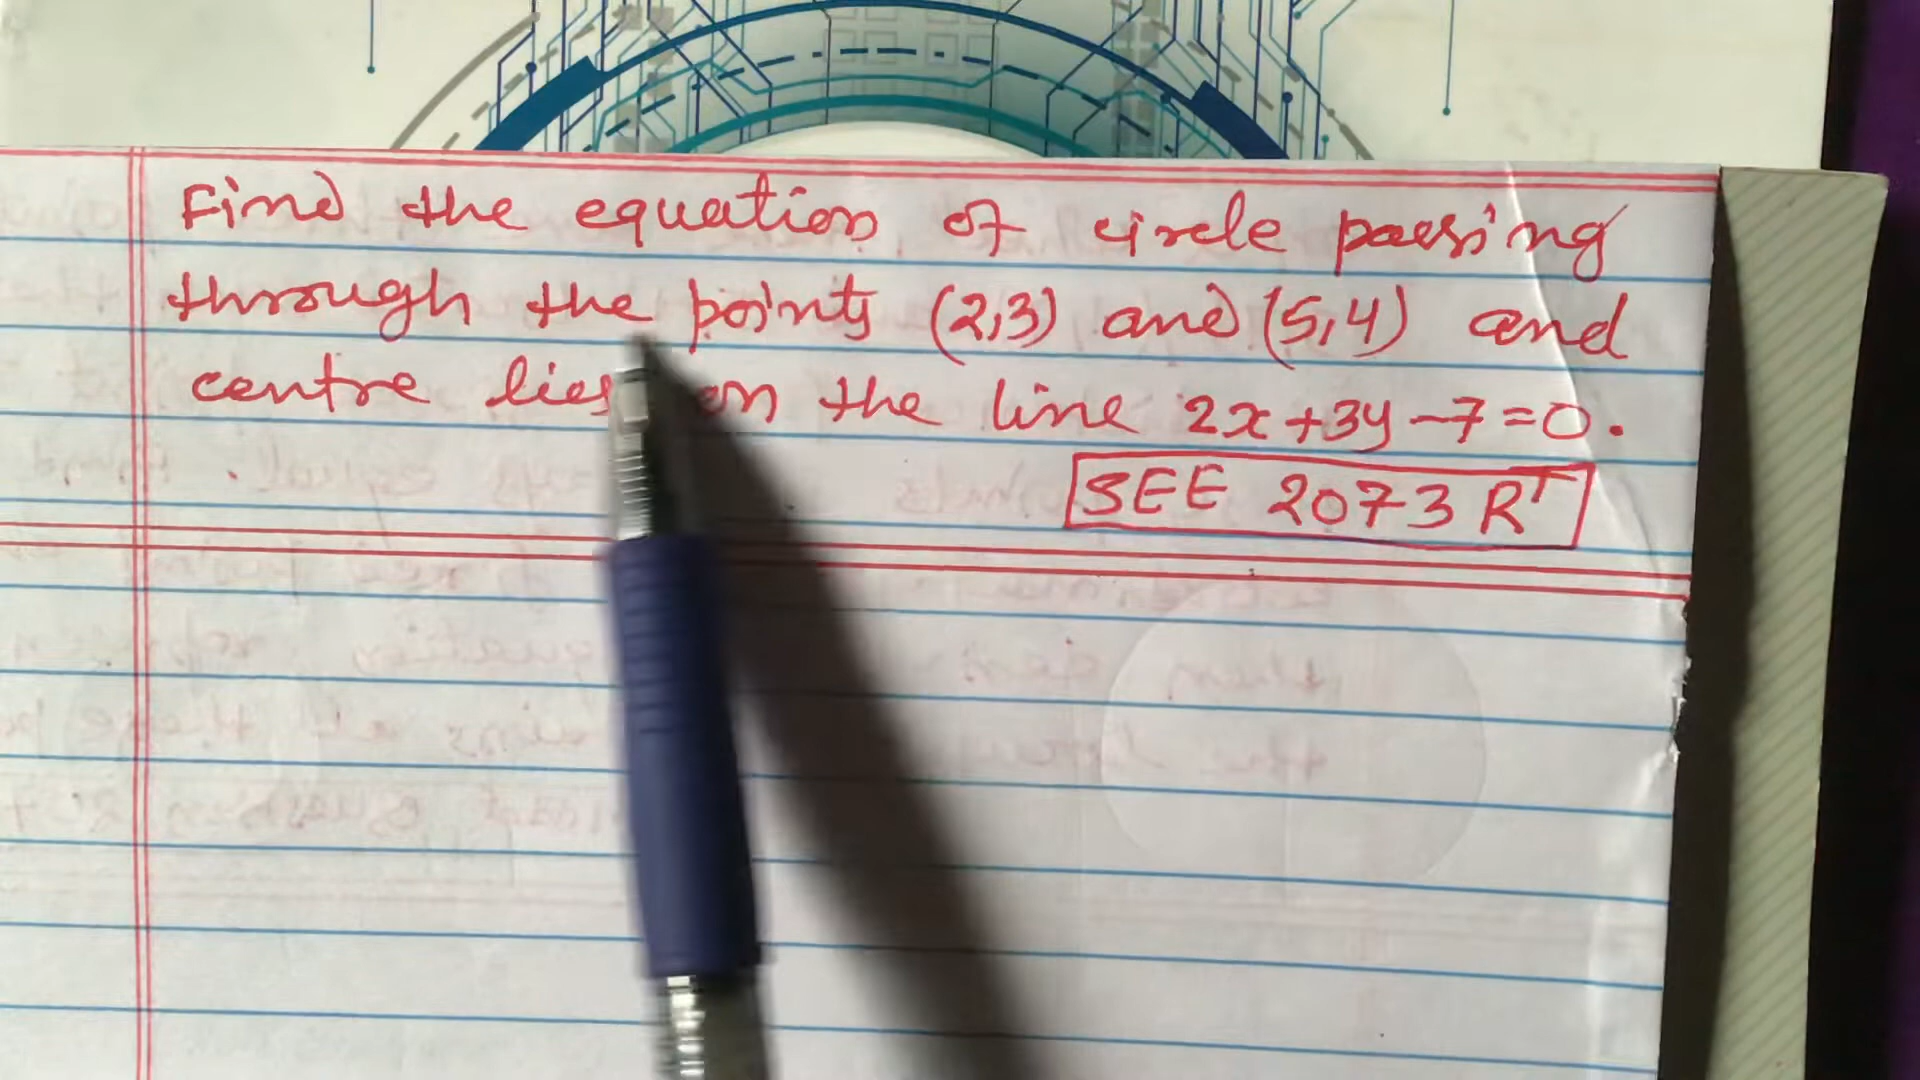 Find the equation of circle passing
through the points (2,3) and (5,4) and
centre lies on the line 2x+3y-7=0.
SEE 2073 RT